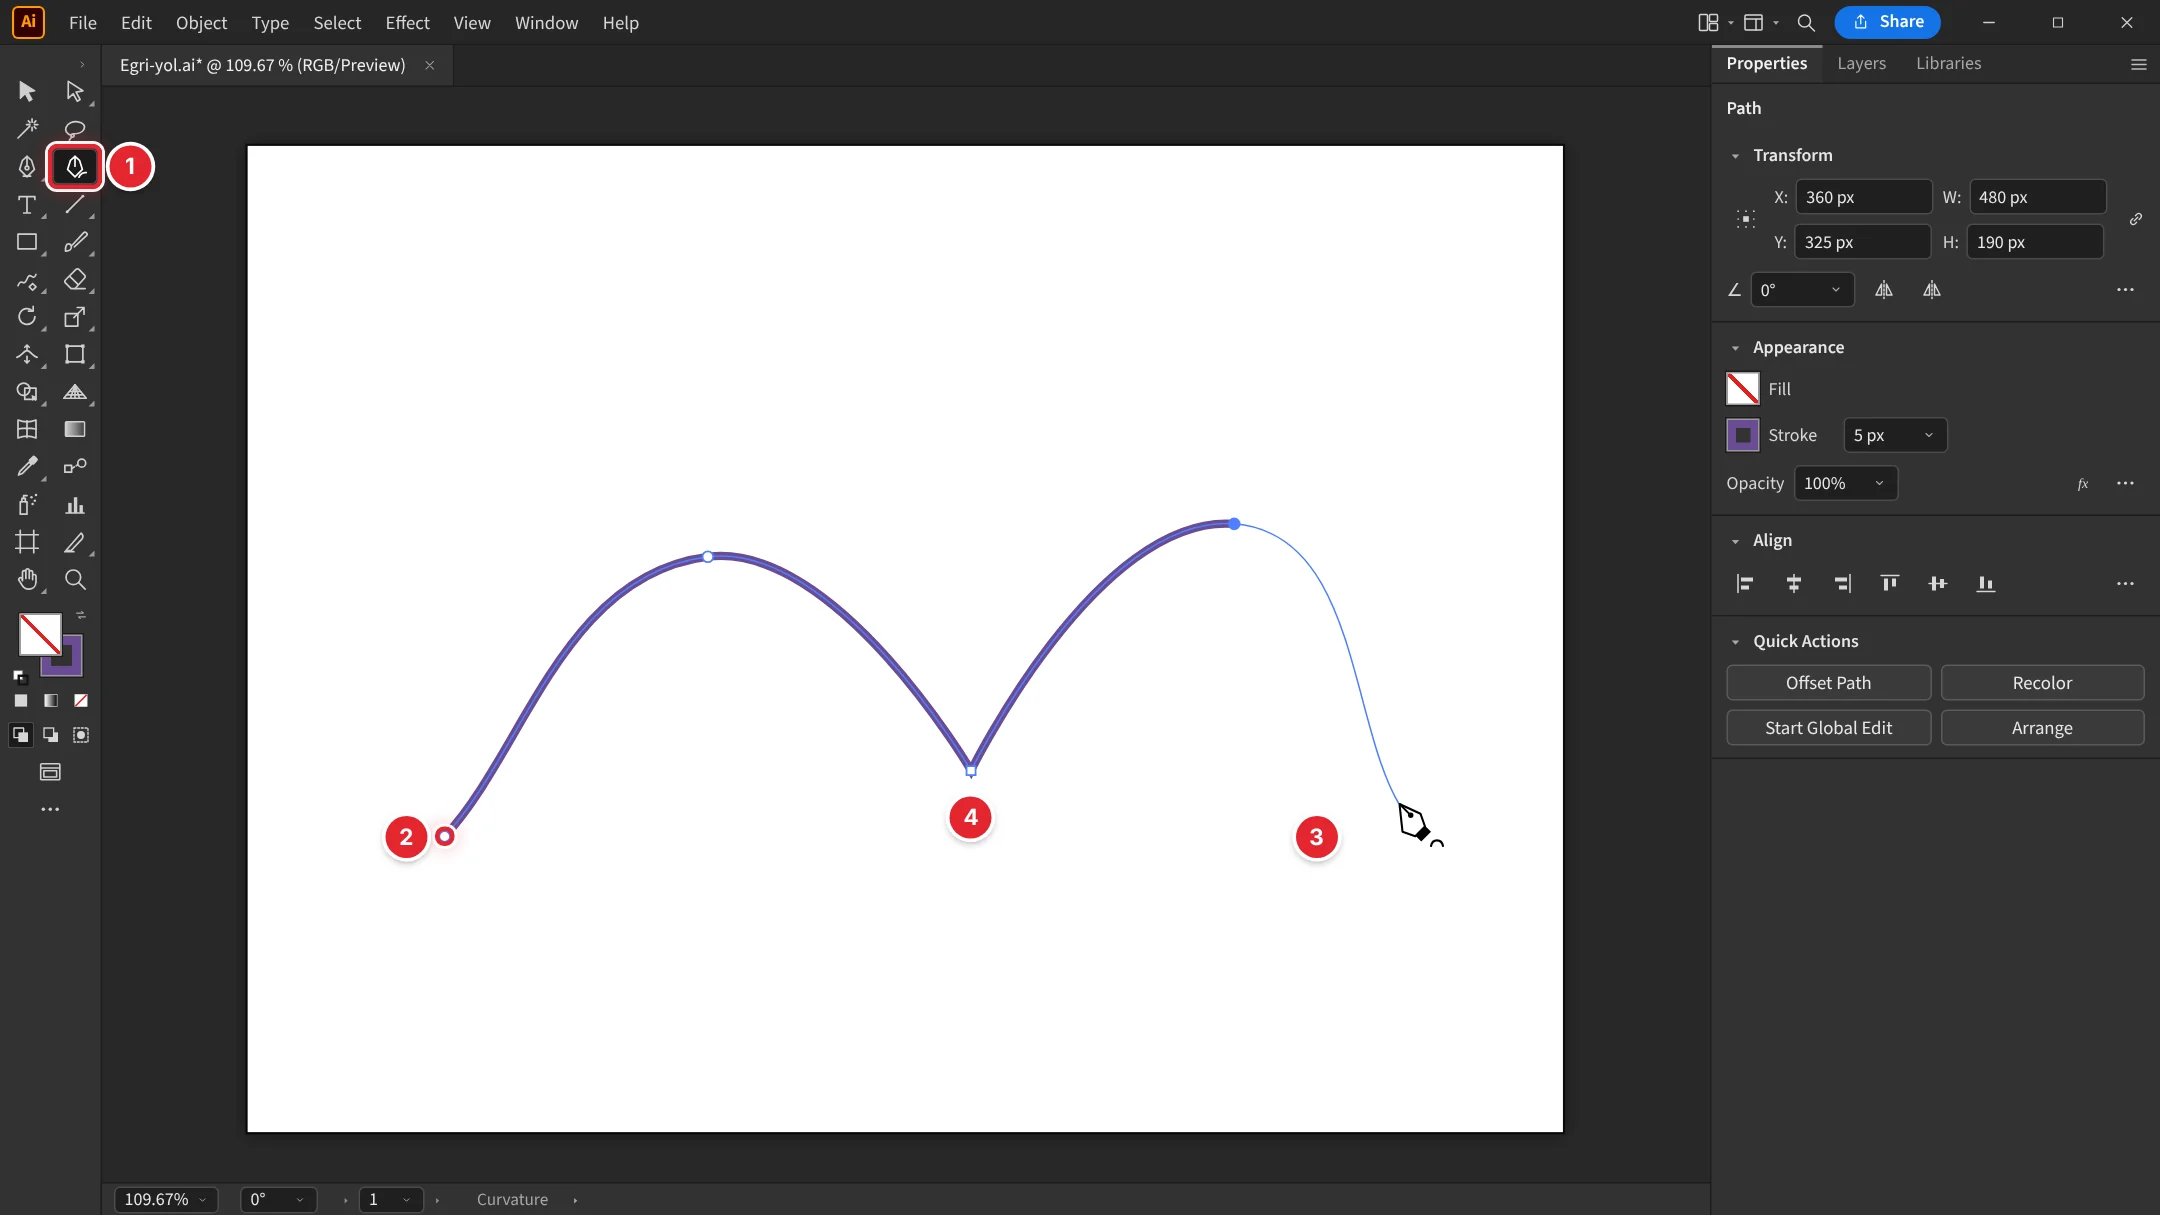 Ai File Edit Object Type Select Effect View Window Help Share
Egri-yol.ai* @ 109.67 % (RGB/Preview)
Properties Layers Libraries
Path
Transform
X: 360 px W: 480 px
Y: 325 px H: 190 px
0°
Appearance
Fill
Stroke 5 px
Opacity 100% fx
Align
Quick Actions
Offset Path Recolor
Start Global Edit Arrange
1
2
4
3
109.67% 0° 1 Curvature